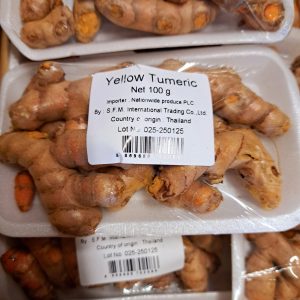 Yellow Tumeric
Net 100 g
Importer : Nationwide produce PLC
By : S.F.M. International Trading Co.,Ltd.
Country of origin : Thailand
Lot No. 025-250125
By : S.F.M.
Country of origin : Thailand
Lot No. 025-250125